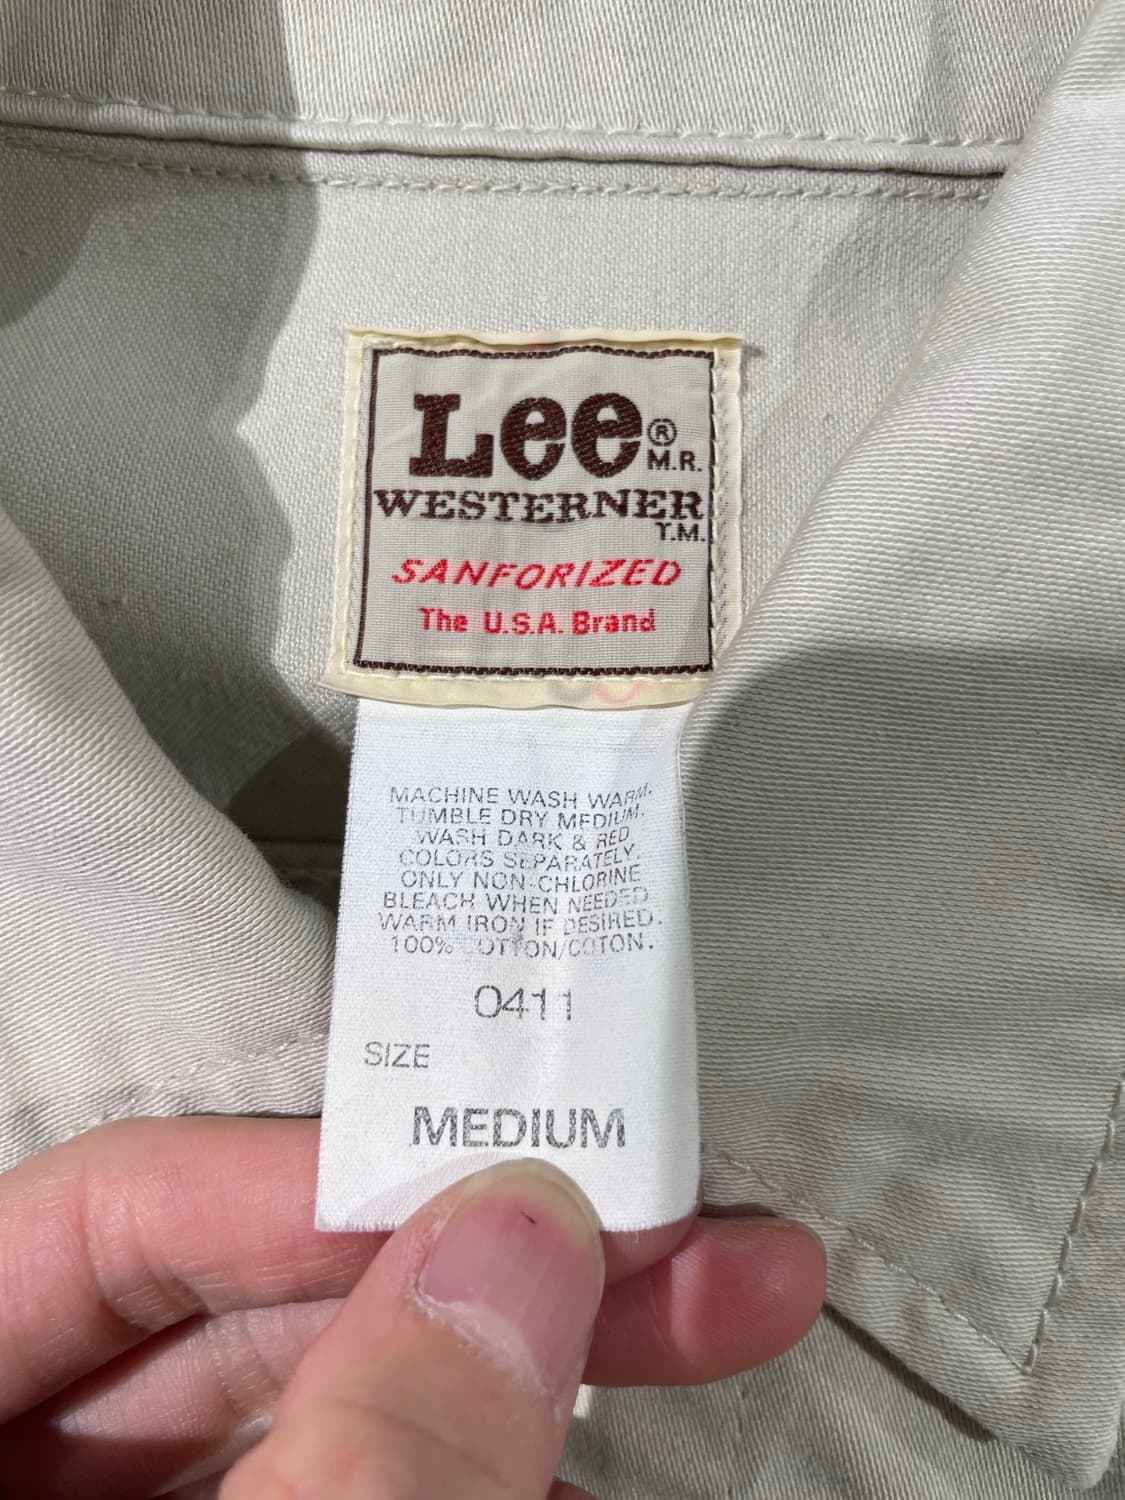 Lee®
M.R.
WESTERNER
T.M.
SANFORIZED
The U.S.A. Brand
MACHINE WASH WARM.
TUMBLE DRY MEDIUM.
WASH DARK & RED
COLORS SEPARATELY.
ONLY NON-CHLORINE
BLEACH WHEN NEEDED
WARM IRON IF DESIRED.
100% COTTON/COTON.
0411
SIZE
MEDIUM